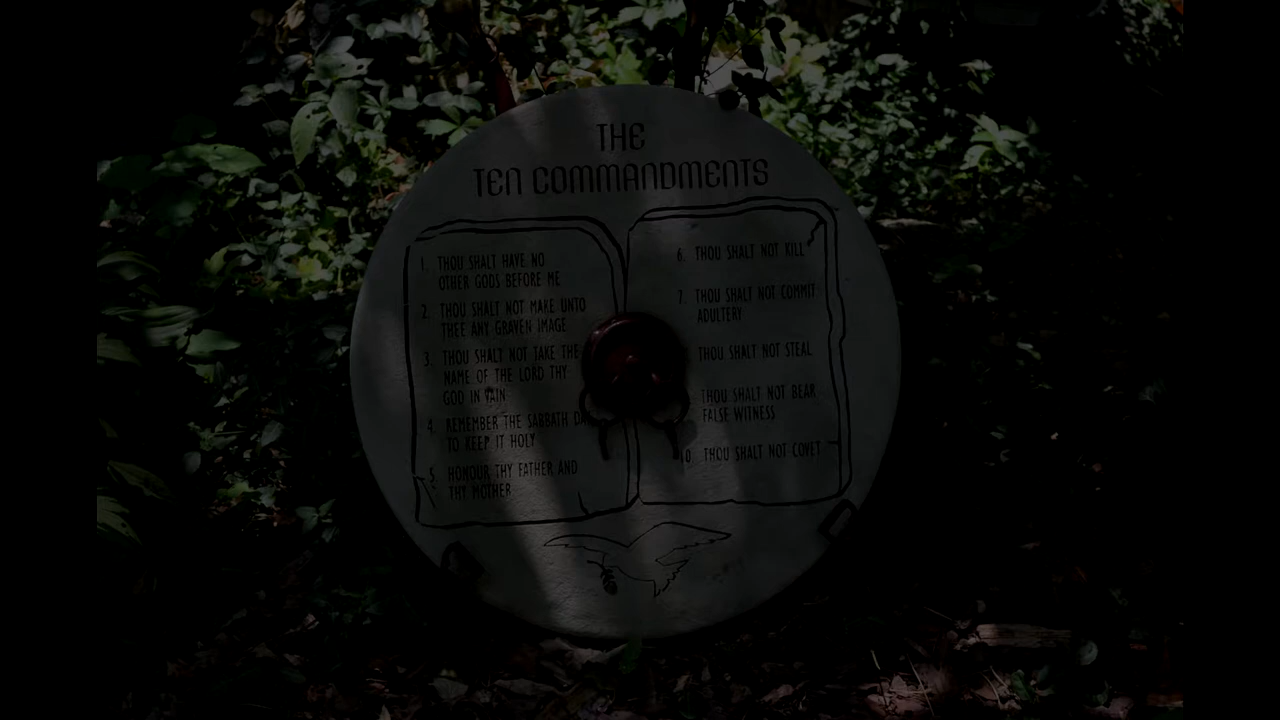 THE
TEN COMMANDMENTS
1. THOU SHALT HAVE NO
OTHER GODS BEFORE ME
2. THOU SHALT NOT MAKE UNTO
THEE ANY GRAVEN IMAGE
3. THOU SHALT NOT TAKE THE
NAME OF THE LORD THY
GOD IN VAIN
4. REMEMBER THE SABBATH DA
TO KEEP IT HOLY
5. HONOUR THY FATHER AND
THY MOTHER
6. THOU SHALT NOT KILL
7. THOU SHALT NOT COMMIT
ADULTERY
THOU SHALT NOT STEAL
THOU SHALT NOT BEAR
FALSE WITNESS
10. THOU SHALT NOT COVET